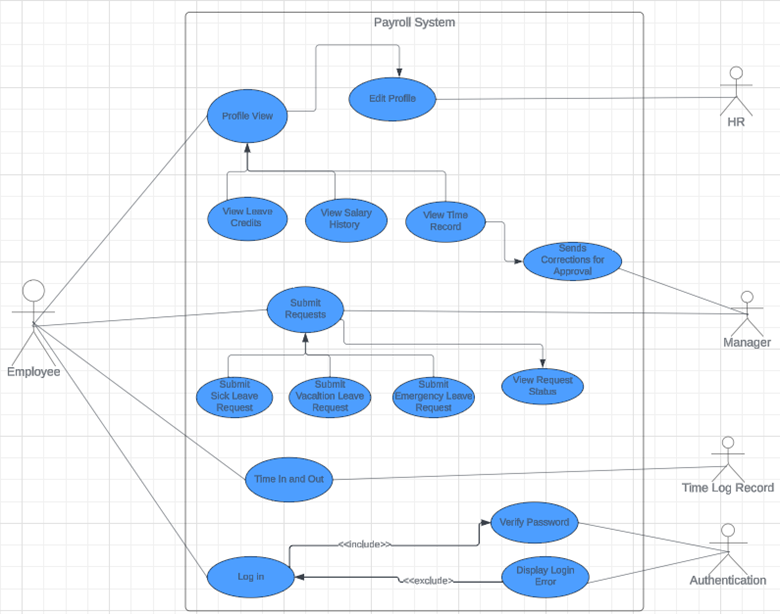 Payroll System
Profile View
Edit Profile
HR
View Leave
Credits
View Salary
History
View Time
Record
Sends
Corrections for
Approval
Submit
Requests
Employee
Manager
Submit
Sick Leave
Request
Submit
Vacaltion Leave
Request
Submit
Emergency Leave
Request
View Request
Status
Time In and Out
Time Log Record
Verify Password
<<Include>>
Log in
<<exclude>>
Display Login
Error
Authentication